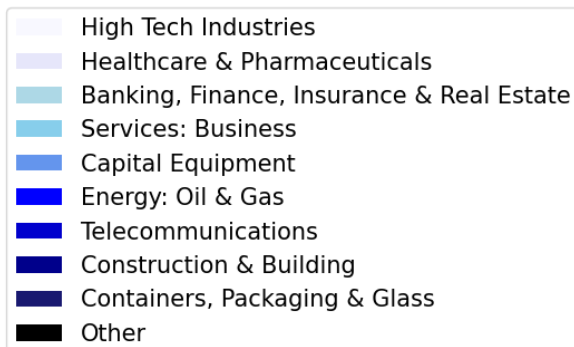 High Tech Industries
Healthcare & Pharmaceuticals
Banking, Finance, Insurance & Real Estate
Services: Business
Capital Equipment
Energy: Oil & Gas
Telecommunications
Construction & Building
Containers, Packaging & Glass
Other